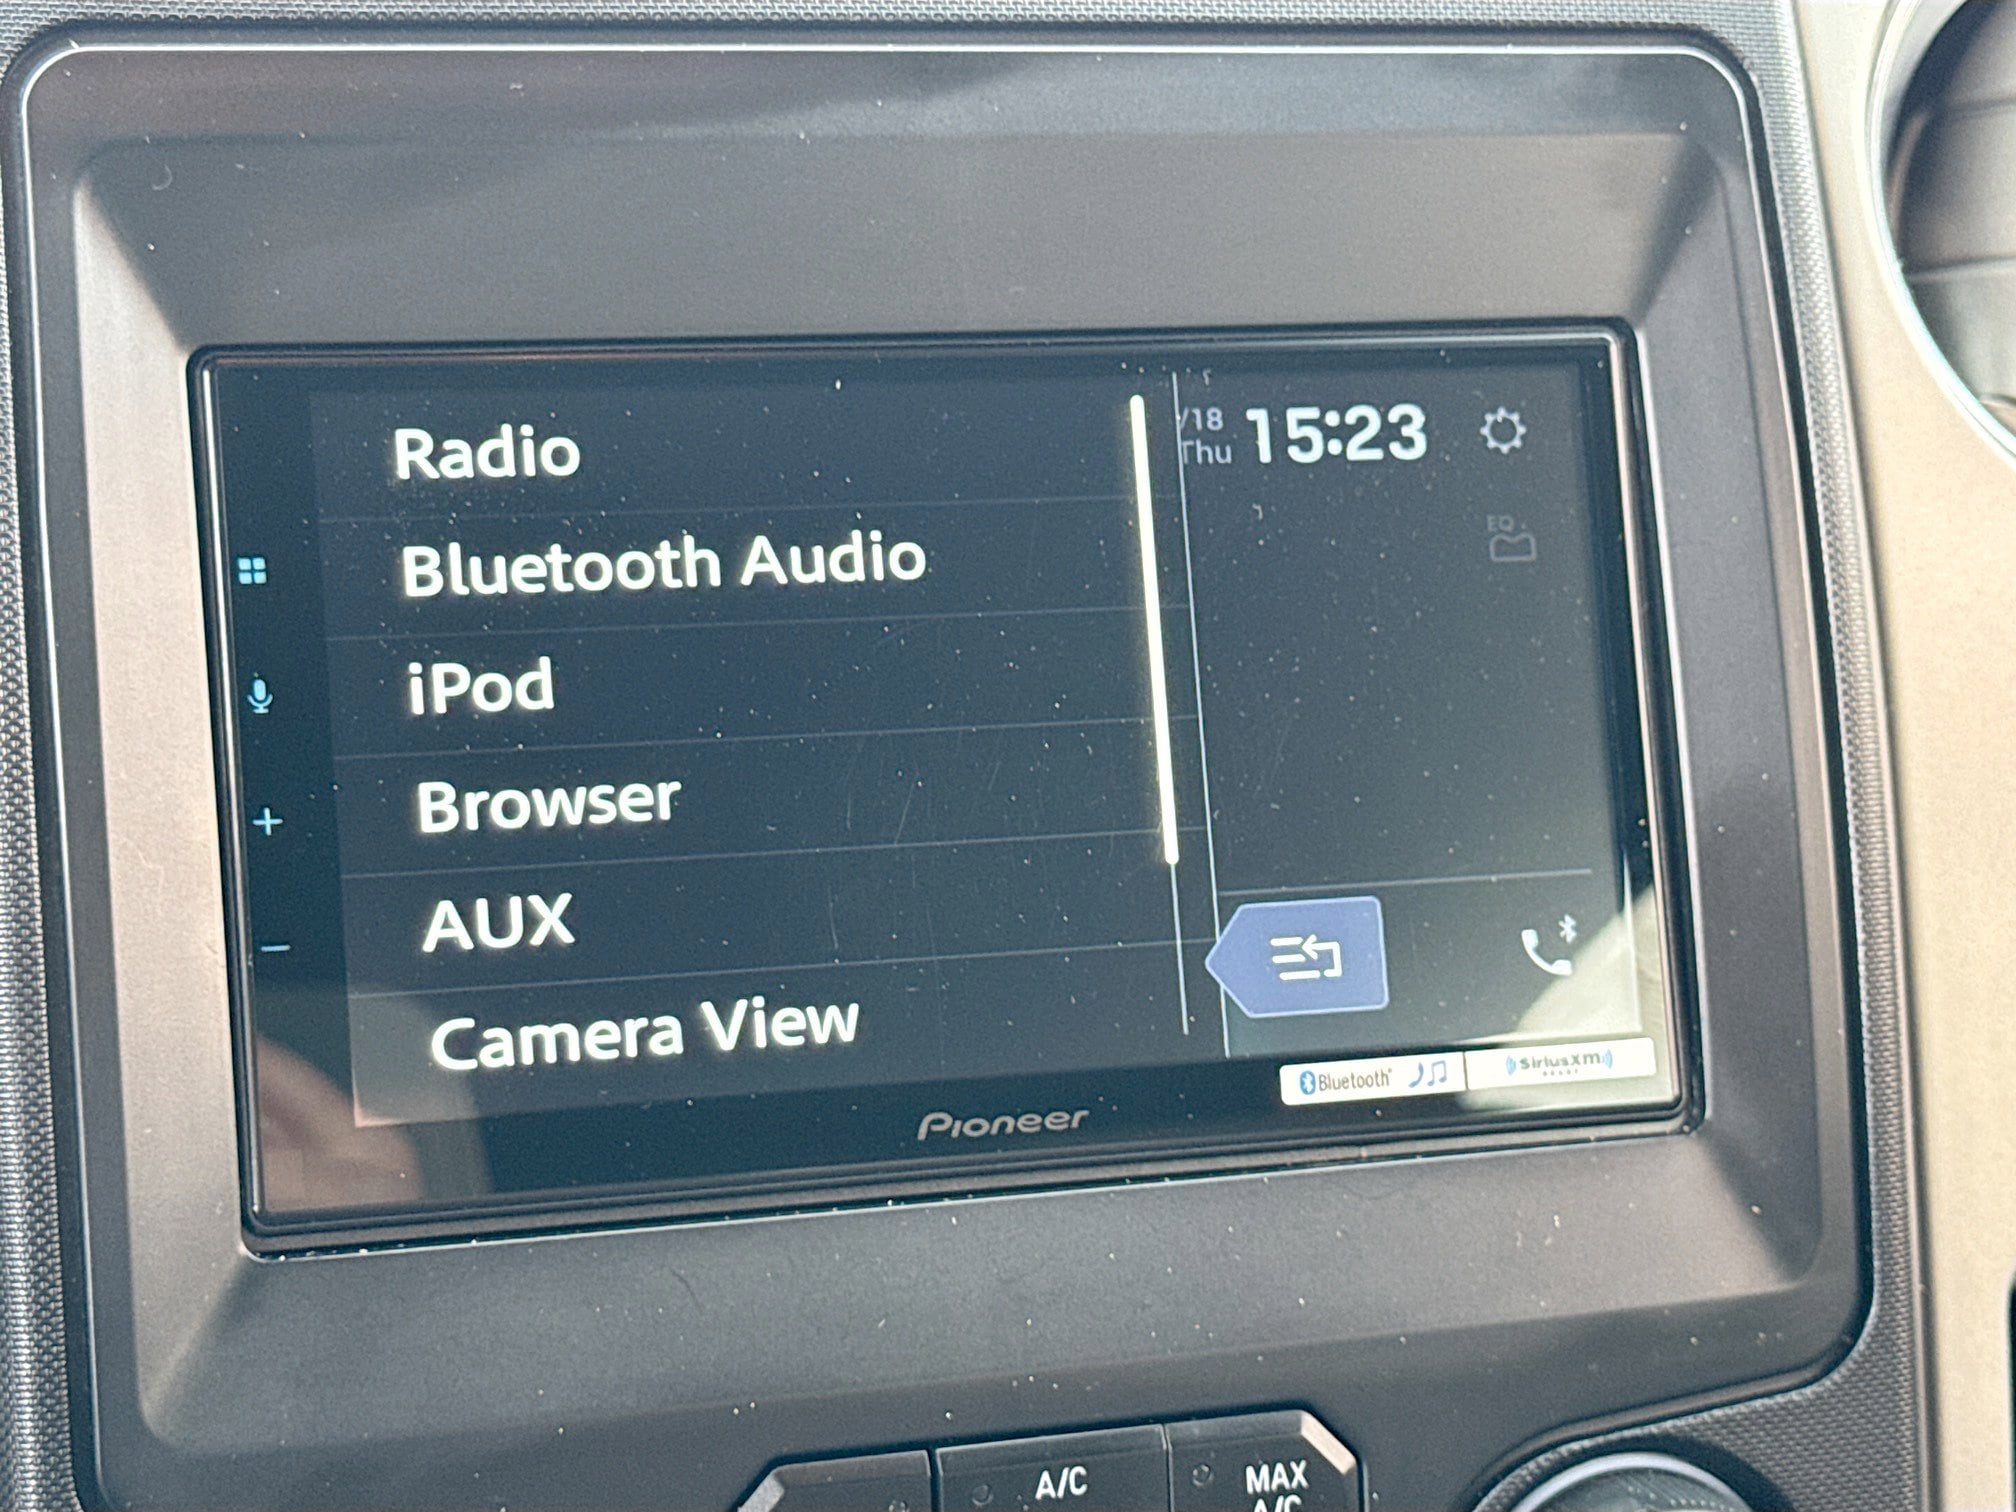 Radio
/18
Thu
15:23
EQ
Bluetooth Audio
iPod
Browser
AUX
Camera View
Bluetooth®
SiriusXM
Pioneer
A/C
MAX
A/C